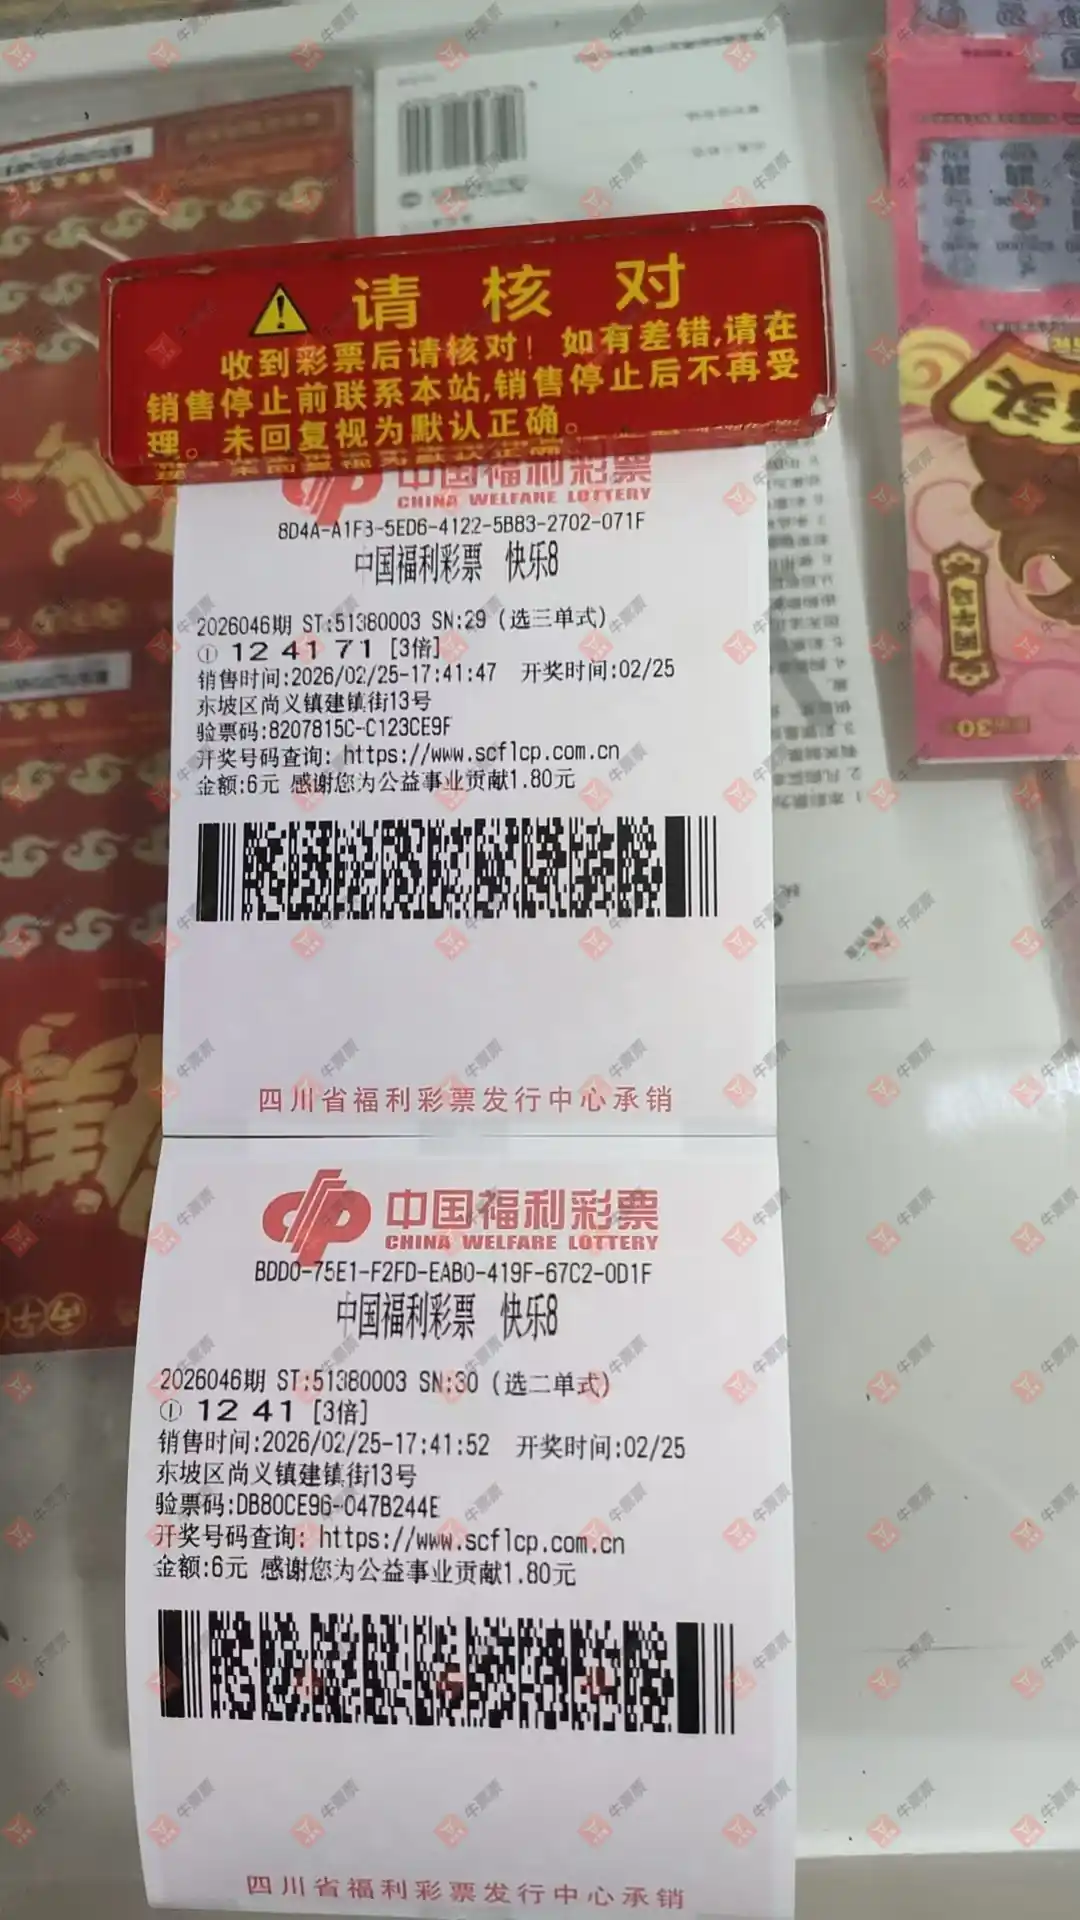 请核对
收到彩票后请核对！如有差错,请在
销售停止前联系本站,销售停止后不再受
理。未回复视为默认正确。
中国福利彩票
CHINA WELFARE LOTTERY
8D4A-A1F3-5ED6-4122-5B83-2702-071F
中国福利彩票 快乐8
2026046期 ST:51380003 SN:29 (选三单式)
① 12 41 71 [3倍]
销售时间:2026/02/25-17:41:47 开奖时间:02/25
东坡区尚义镇建镇街13号
验票码:8207815C-C123CE9F
开奖号码查询: https://www.scflcp.com.cn
金额:6元 感谢您为公益事业贡献1.80元
四川省福利彩票发行中心承销
中国福利彩票
CHINA WELFARE LOTTERY
BDD0-75E1-F2FD-EAB0-419F-67C2-0D1F
中国福利彩票 快乐8
2026046期 ST:51380003 SN:30 (选二单式)
① 12 41 [3倍]
销售时间:2026/02/25-17:41:52 开奖时间:02/25
东坡区尚义镇建镇街13号
验票码:DB80CE96-047B244E
开奖号码查询: https://www.scflcp.com.cn
金额:6元 感谢您为公益事业贡献1.80元
四川省福利彩票发行中心承销
牛票票